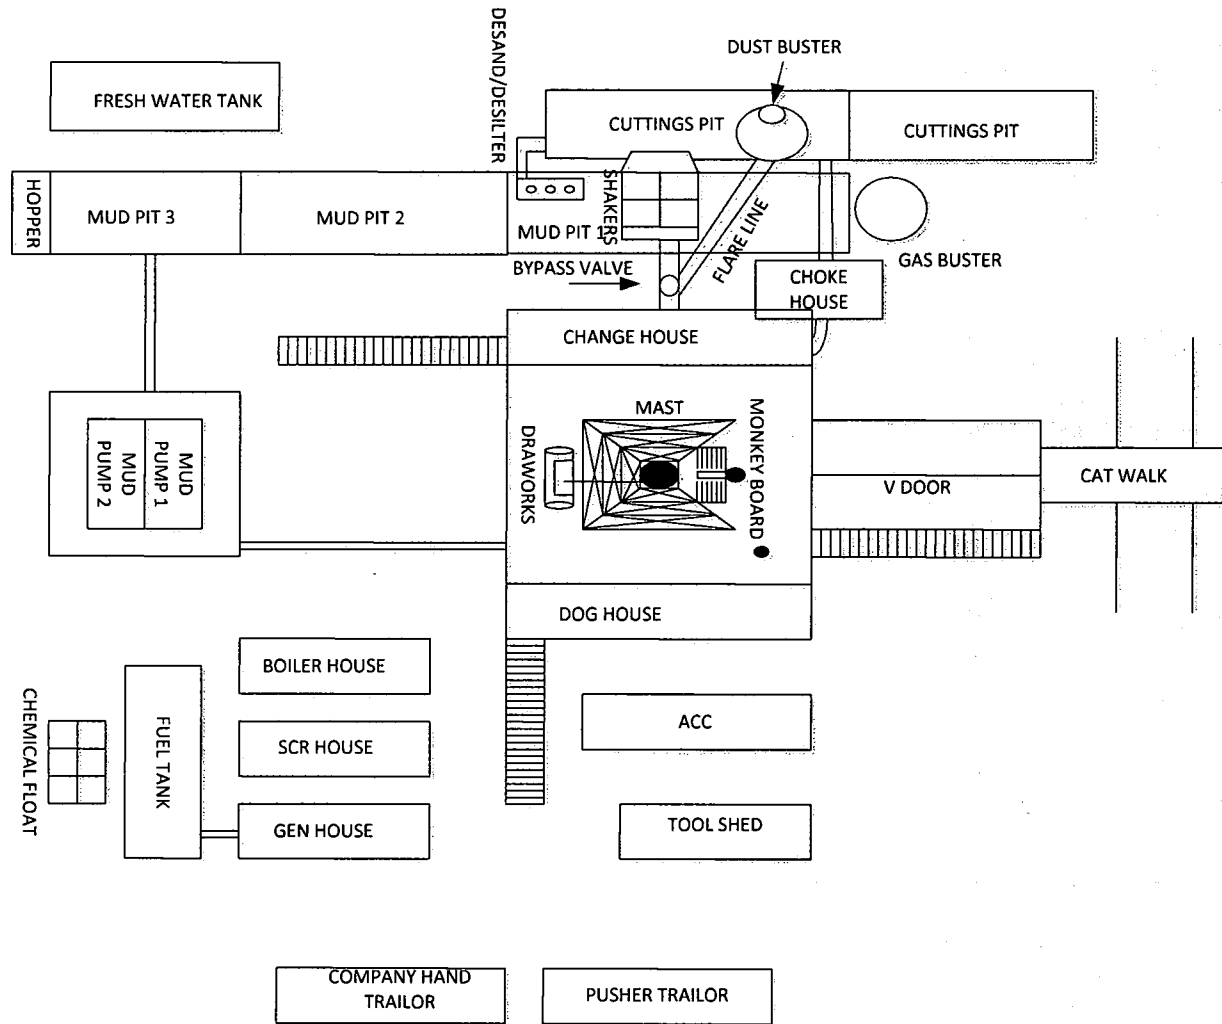 DESAND/DESILTER
DUST BUSTER
FRESH WATER TANK
CUTTINGS PIT
CUTTINGS PIT
HOPPER
MUD PIT 3
MUD PIT 2
MUD PIT 1
SHAKERS
FLARE LINE
GAS BUSTER
BYPASS VALVE
CHOKE
HOUSE
CHANGE HOUSE
MAST
MONKEY BOARD
DRAWORKS
MUD
PUMP 1
MUD
PUMP 2
V DOOR
CAT WALK
DOG HOUSE
BOILER HOUSE
CHEMICAL FLOAT
FUEL TANK
SCR HOUSE
ACC
GEN HOUSE
TOOL SHED
COMPANY HAND
TRAILOR
PUSHER TRAILOR